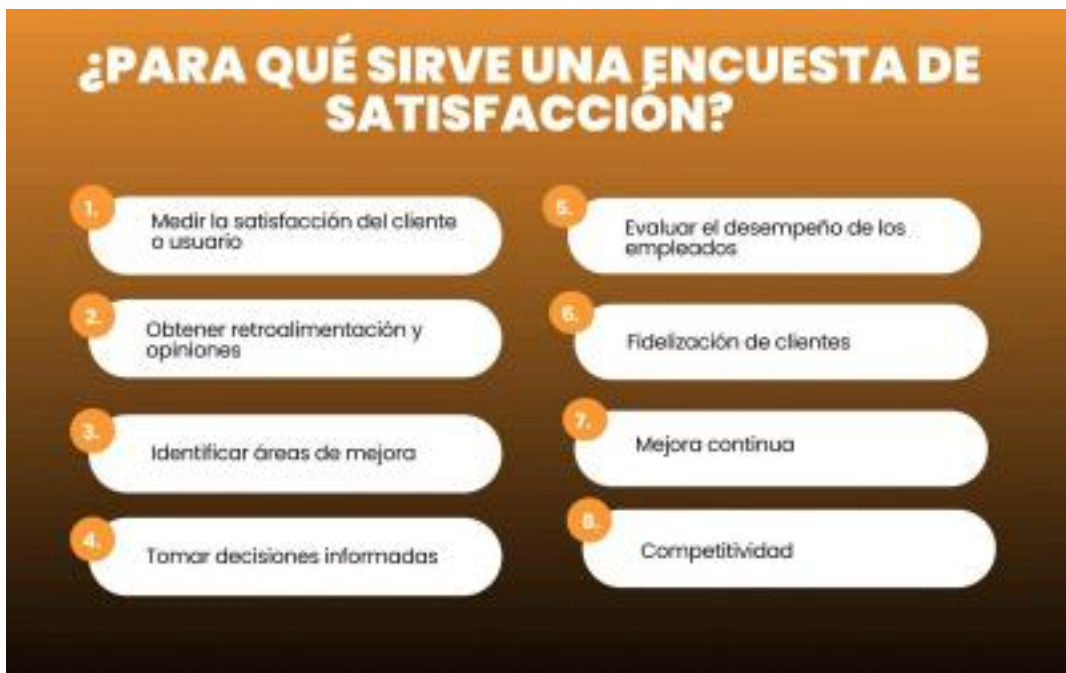 ¿PARA QUÉ SIRVE UNA ENCUESTA DE
SATISFACCIÓN?
1.
Medir la satisfacción del cliente
o usuario
2.
Obtener retroalimentación y
opiniones
3.
Identificar áreas de mejora
4.
Tomar decisiones informadas
5.
Evaluar el desempeño de los
empleados
6.
Fidelización de clientes
7.
Mejora continua
8.
Competitividad